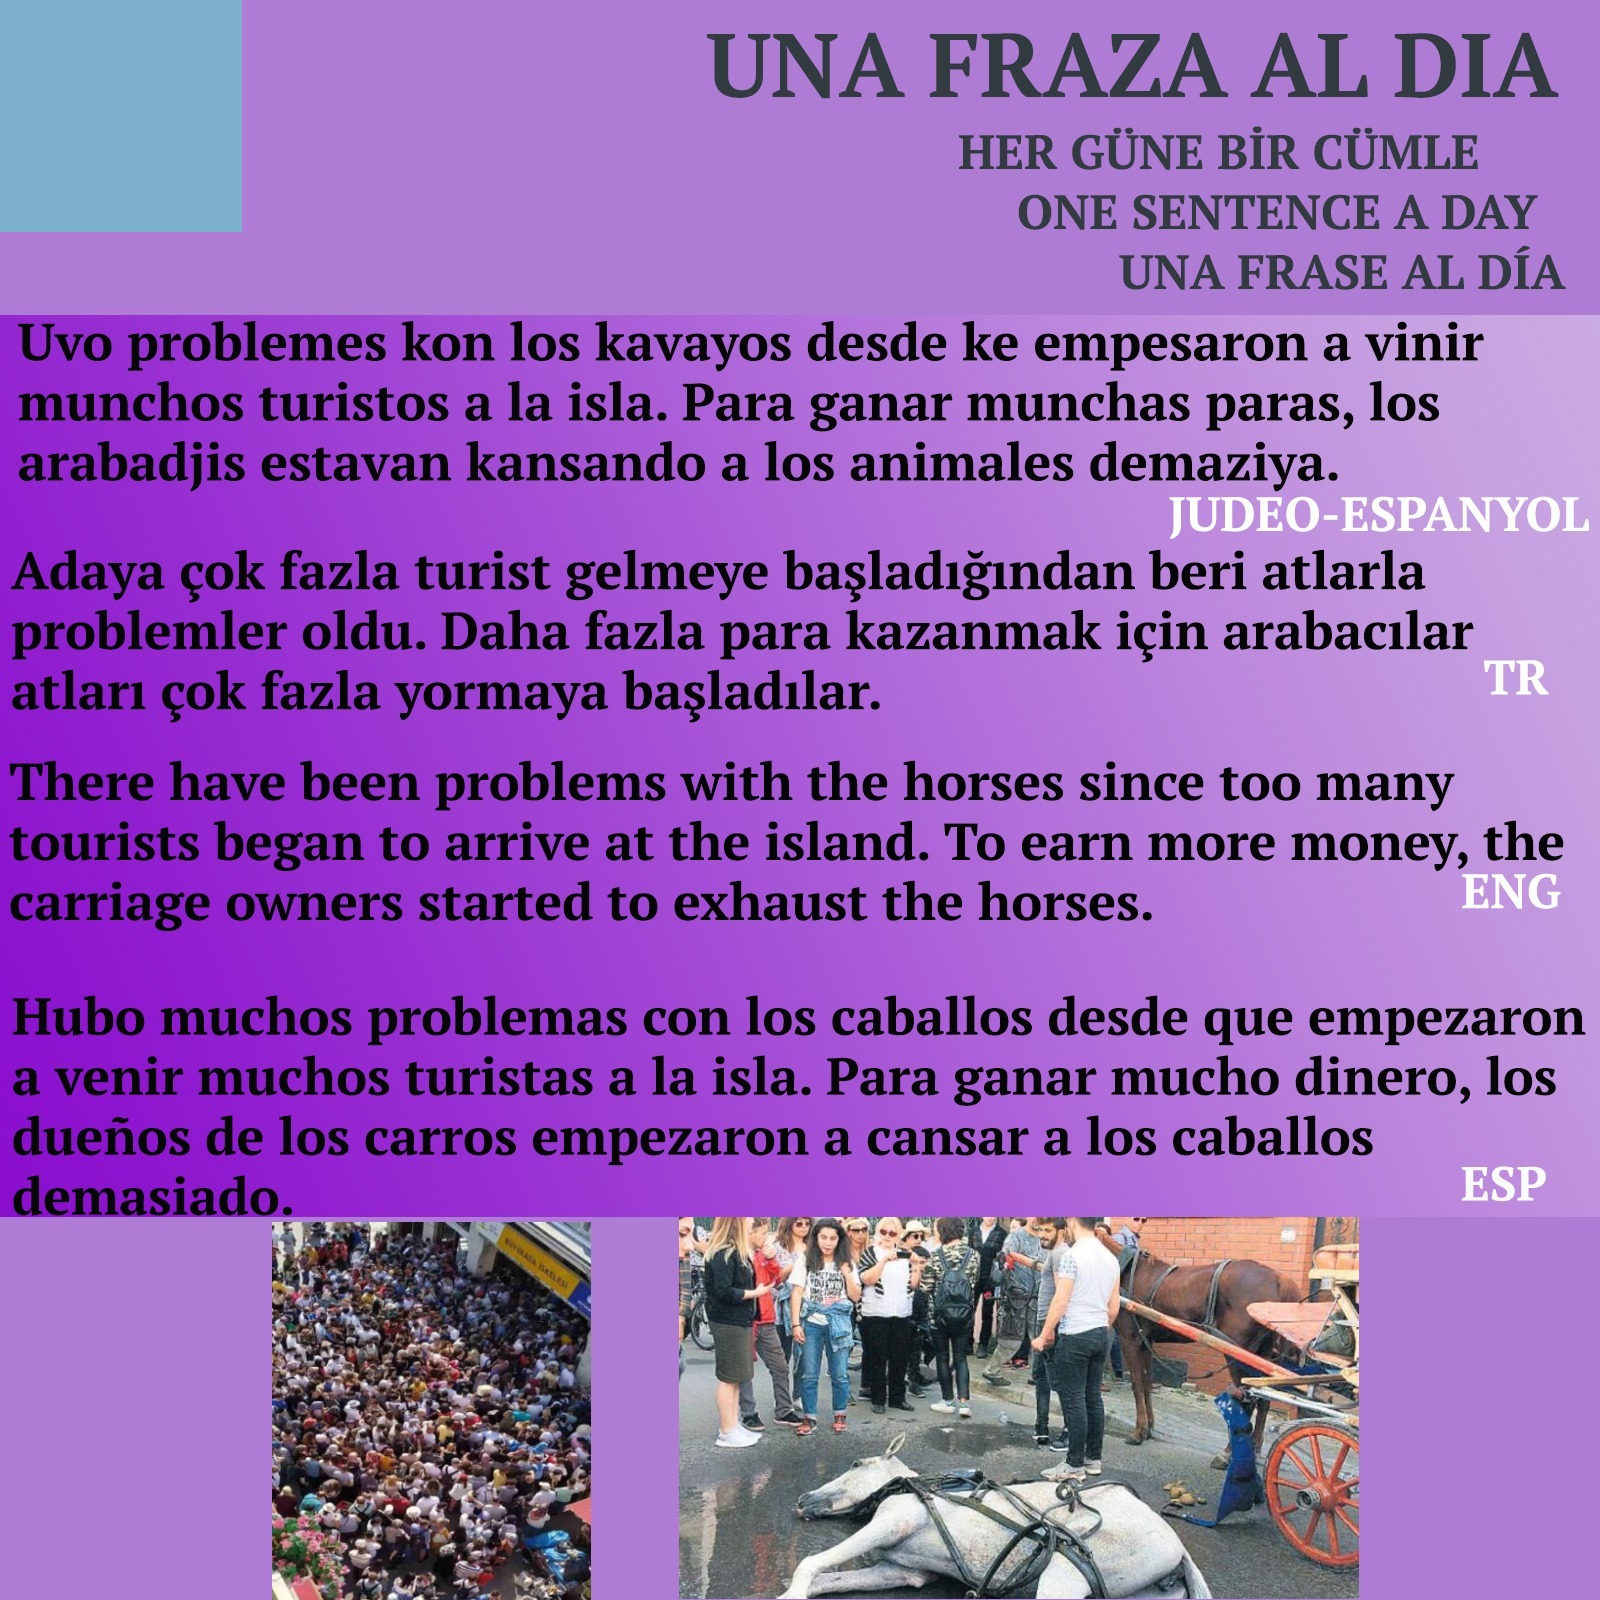 UNA FRAZA AL DIA
HER GÜNE BİR CÜMLE
ONE SENTENCE A DAY
UNA FRASE AL DÍA
Uvo problemes kon los kavayos desde ke empesaron a vinir
munchos turistos a la isla. Para ganar munchas paras, los
arabadjis estavan kansando a los animales demaziya.
JUDEO-ESPANYOL
Adaya çok fazla turist gelmeye başladığından beri atlarla
problemler oldu. Daha fazla para kazanmak için arabacılar
atları çok fazla yormaya başladılar.
TR
There have been problems with the horses since too many
tourists began to arrive at the island. To earn more money, the
carriage owners started to exhaust the horses.
ENG
Hubo muchos problemas con los caballos desde que empezaron
a venir muchos turistas a la isla. Para ganar mucho dinero, los
dueños de los carros empezaron a cansar a los caballos
demasiado.
ESP
BÜYÜKADA İSKELESİ